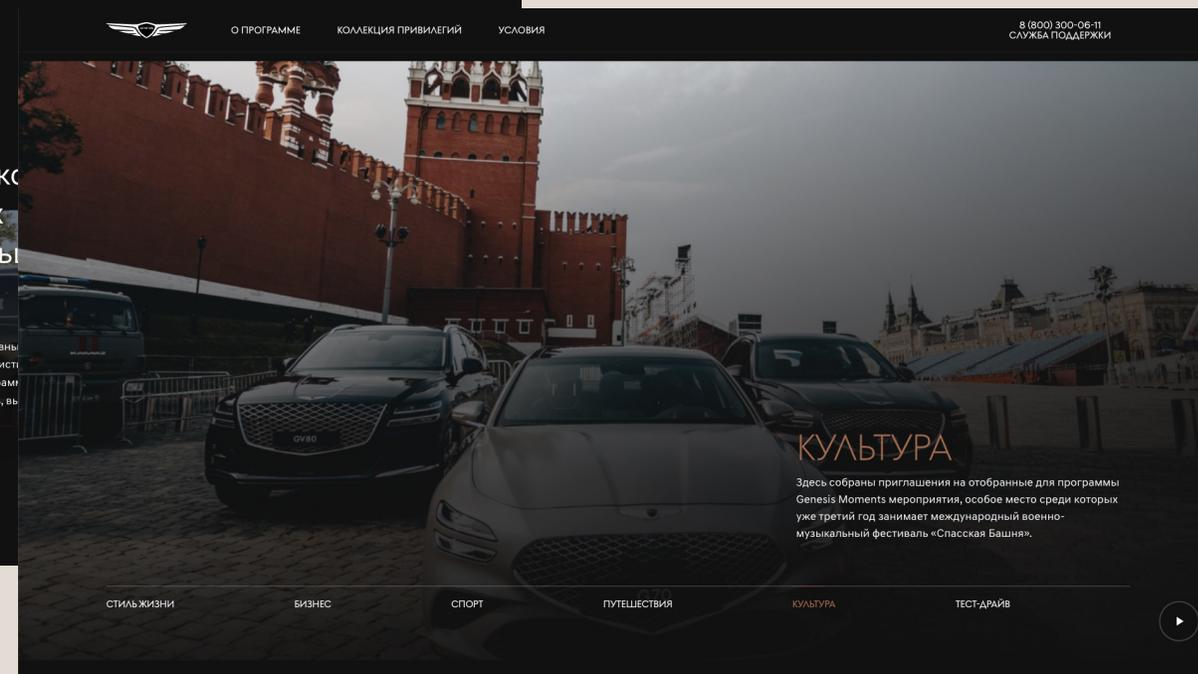 О ПРОГРАММЕ
КОЛЛЕКЦИЯ ПРИВИЛЕГИЙ
УСЛОВИЯ
8 (800) 300-06-11
СЛУЖБА ПОДДЕРЖКИ
GV80
КУЛЬТУРА
Здесь собраны приглашения на отобранные для программы
Genesis Moments мероприятия, особое место среди которых
уже третий год занимает международный военно-
музыкальный фестиваль «Спасская Башня».
G70
СТИЛЬ ЖИЗНИ
БИЗНЕС
СПОРТ
ПУТЕШЕСТВИЯ
КУЛЬТУРА
ТЕСТ-ДРАЙВ